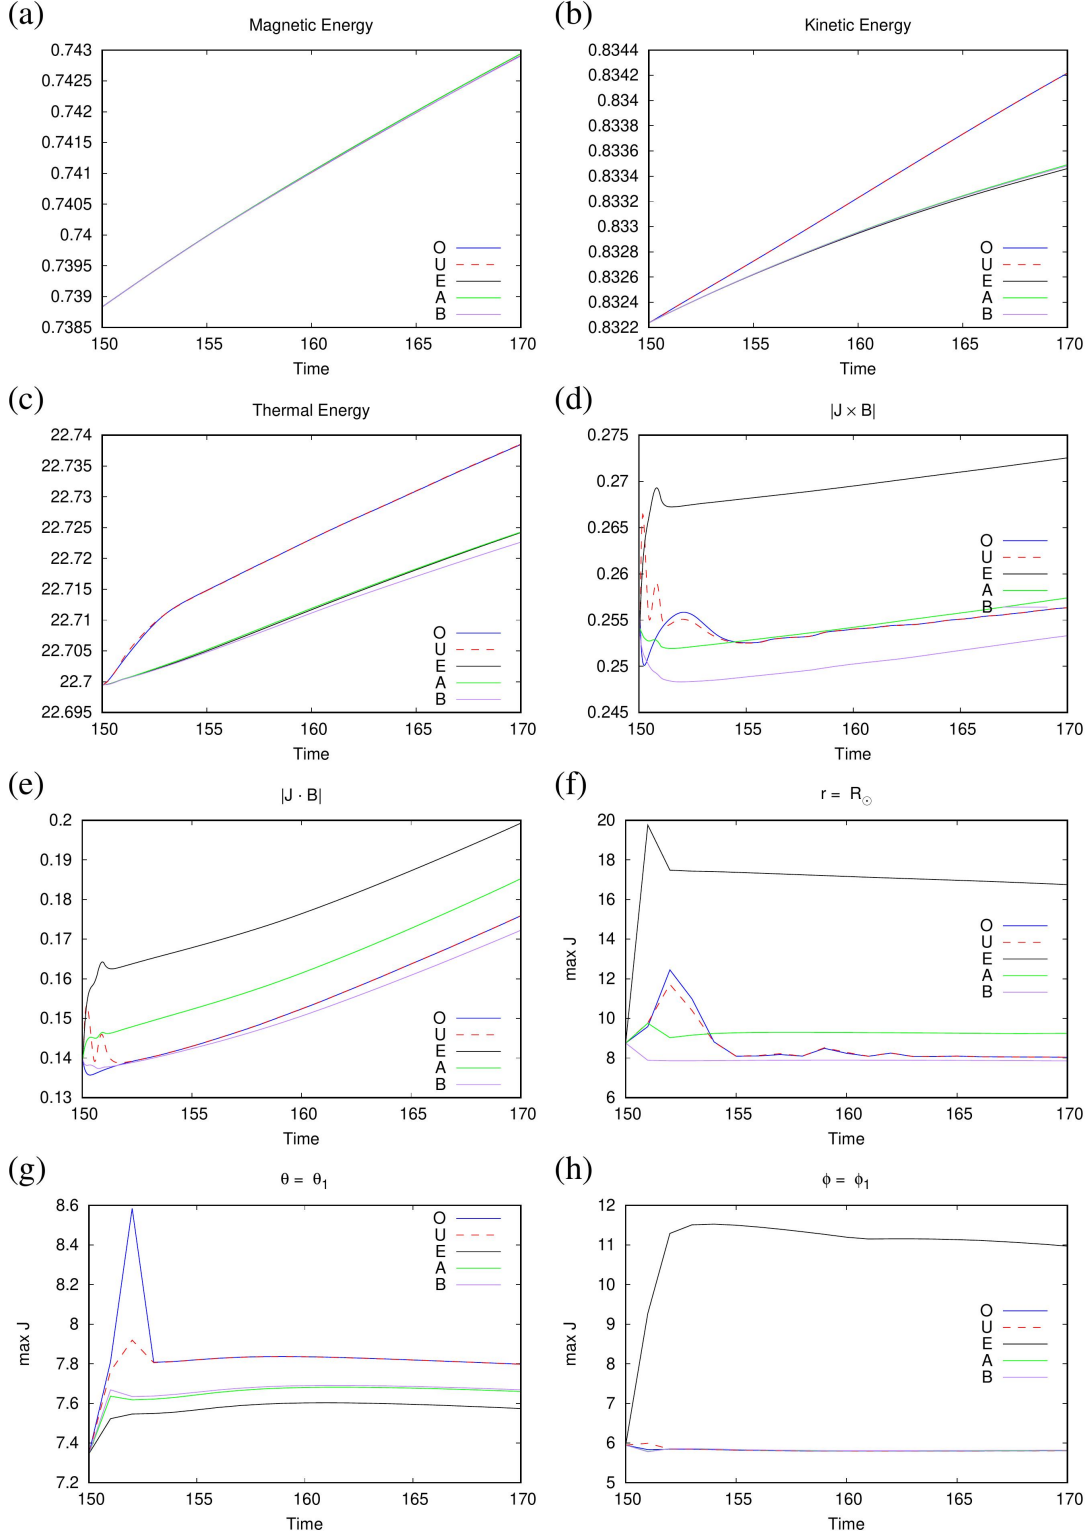 (a)
Magnetic Energy
0.743
0.7425
0.742
0.7415
0.741
0.7405
0.74
0.7395
0.739
0.7385
O
U
E
A
B
150 155 160 165 170
Time
(b)
Kinetic Energy
0.8344
0.8342
0.834
0.8338
0.8336
0.8334
0.8332
0.833
0.8328
0.8326
0.8324
0.8322
O
U
E
A
B
150 155 160 165 170
Time
(c)
Thermal Energy
22.74
22.735
22.73
22.725
22.72
22.715
22.71
22.705
22.7
22.695
O
U
E
A
B
150 155 160 165 170
Time
(d)
|J × B|
0.275
0.27
0.265
0.26
0.255
0.25
0.245
O
U
E
A
B
150 155 160 165 170
Time
(e)
|J · B|
0.2
0.19
0.18
0.17
0.16
0.15
0.14
0.13
O
U
E
A
B
150 155 160 165 170
Time
(f)
r = R☉
max J
20
18
16
14
12
10
8
6
O
U
E
A
B
150 155 160 165 170
Time
(g)
θ = θ1
max J
8.6
8.4
8.2
8
7.8
7.6
7.4
7.2
O
U
E
A
B
150 155 160 165 170
Time
(h)
ϕ = ϕ1
max J
12
11
10
9
8
7
6
5
O
U
E
A
B
150 155 160 165 170
Time